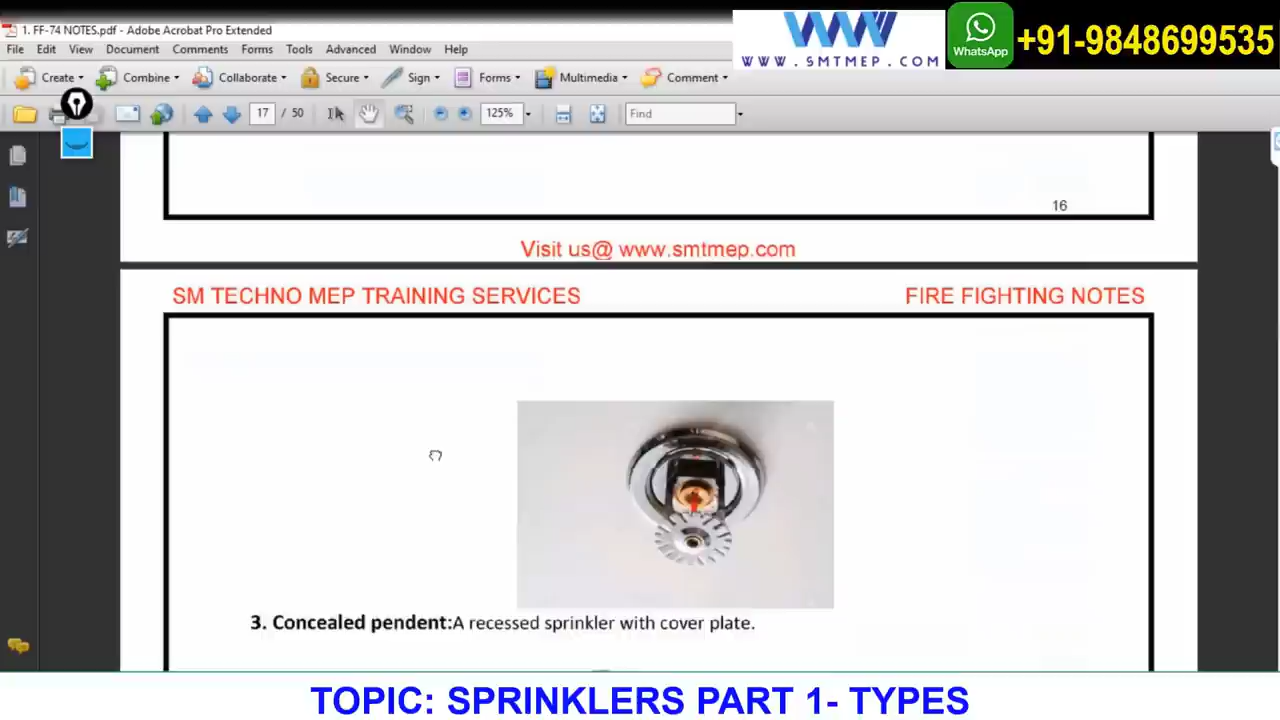 1. FF-74 NOTES.pdf - Adobe Acrobat Pro Extended
File Edit View Document Comments Forms Tools Advanced Window Help
WWW.SMTMEP.COM
WhatsApp
+91-9848699535
Create Combine Collaborate Secure Sign Forms Multimedia Comment
17 / 50 125% Find
16
Visit us@ www.smtmep.com
SM TECHNO MEP TRAINING SERVICES FIRE FIGHTING NOTES
3. Concealed pendent:A recessed sprinkler with cover plate.
TOPIC: SPRINKLERS PART 1- TYPES